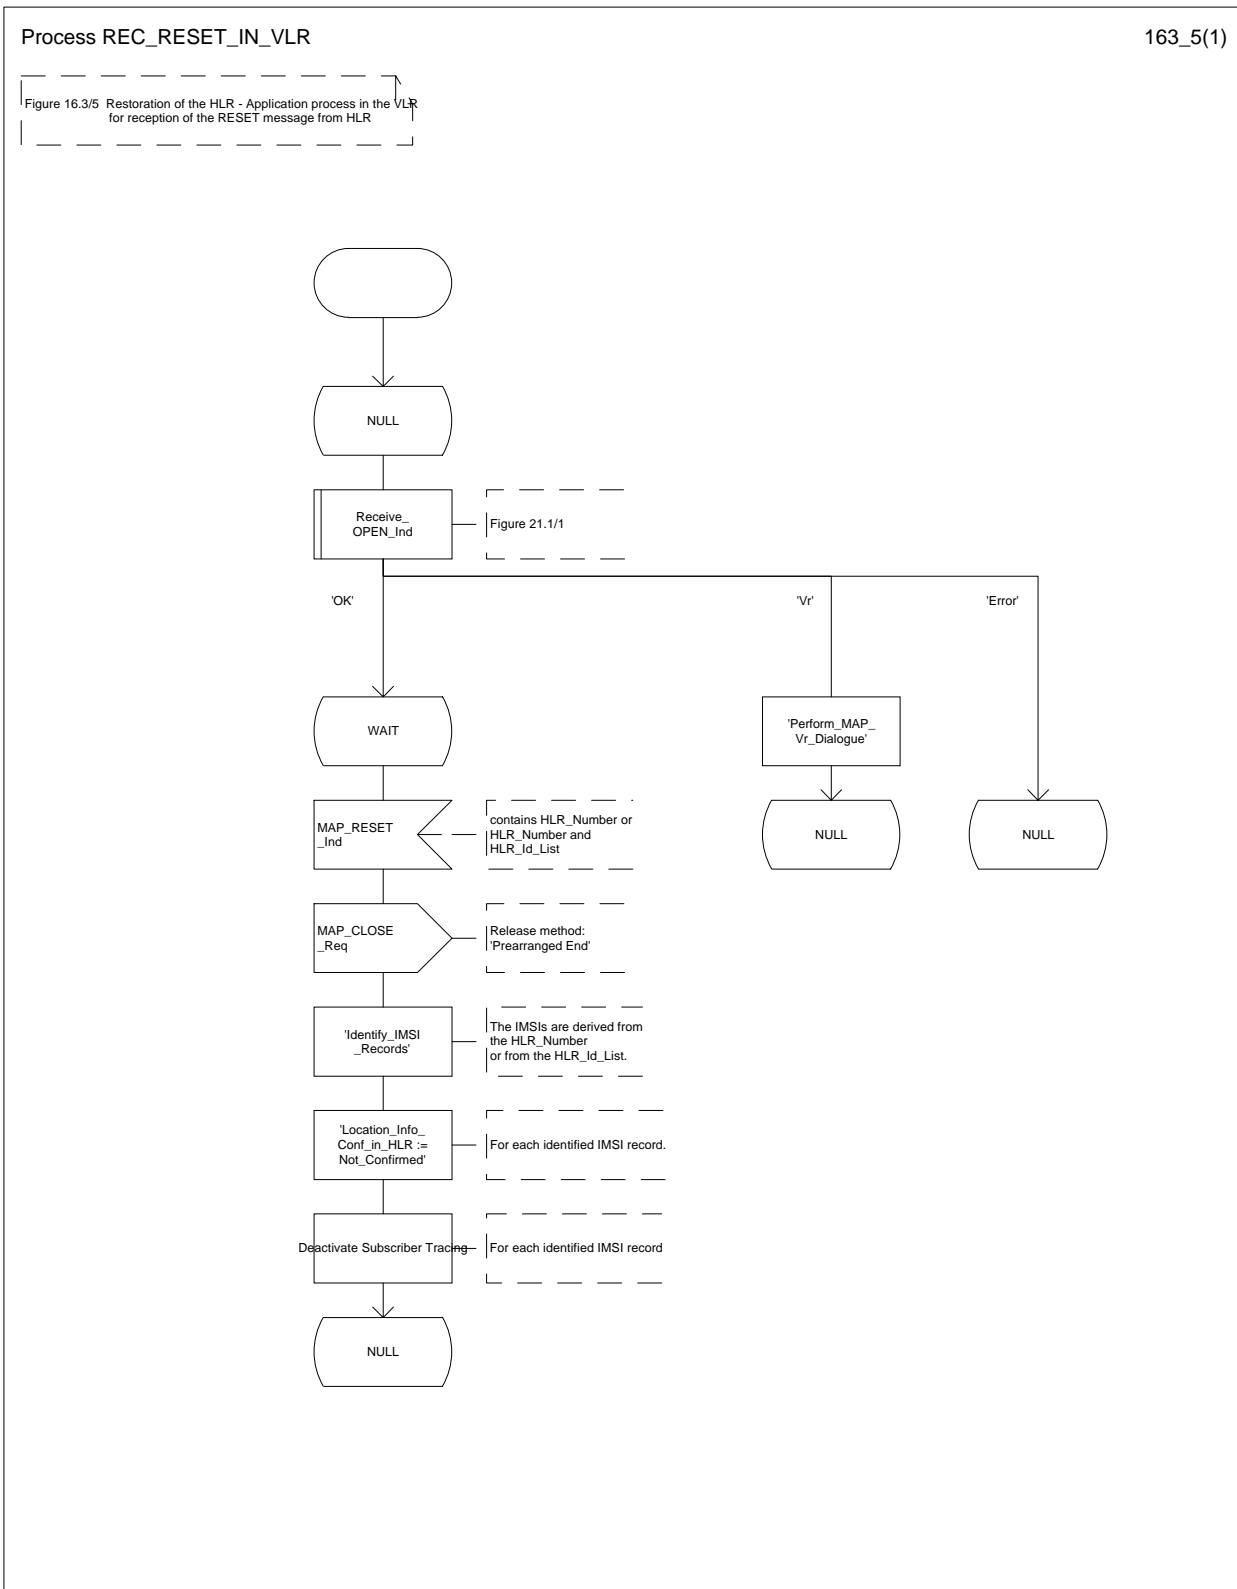 Process REC_RESET_IN_VLR
163_5(1)
Figure 16.3/5 Restoration of the HLR - Application process in the VLR
for reception of the RESET message from HLR
NULL
Receive_
OPEN_Ind
Figure 21.1/1
'OK'
'Vr'
'Error'
WAIT
'Perform_MAP_
Vr_Dialogue'
MAP_RESET
_Ind
contains HLR_Number or
HLR_Number and
HLR_Id_List
NULL
NULL
MAP_CLOSE
_Req
Release method:
'Prearranged End'
'Identify_IMSI
_Records'
The IMSIs are derived from
the HLR_Number
or from the HLR_Id_List.
'Location_Info_
Conf_in_HLR :=
Not_Confirmed'
For each identified IMSI record.
Deactivate Subscriber Tracing
For each identified IMSI record
NULL